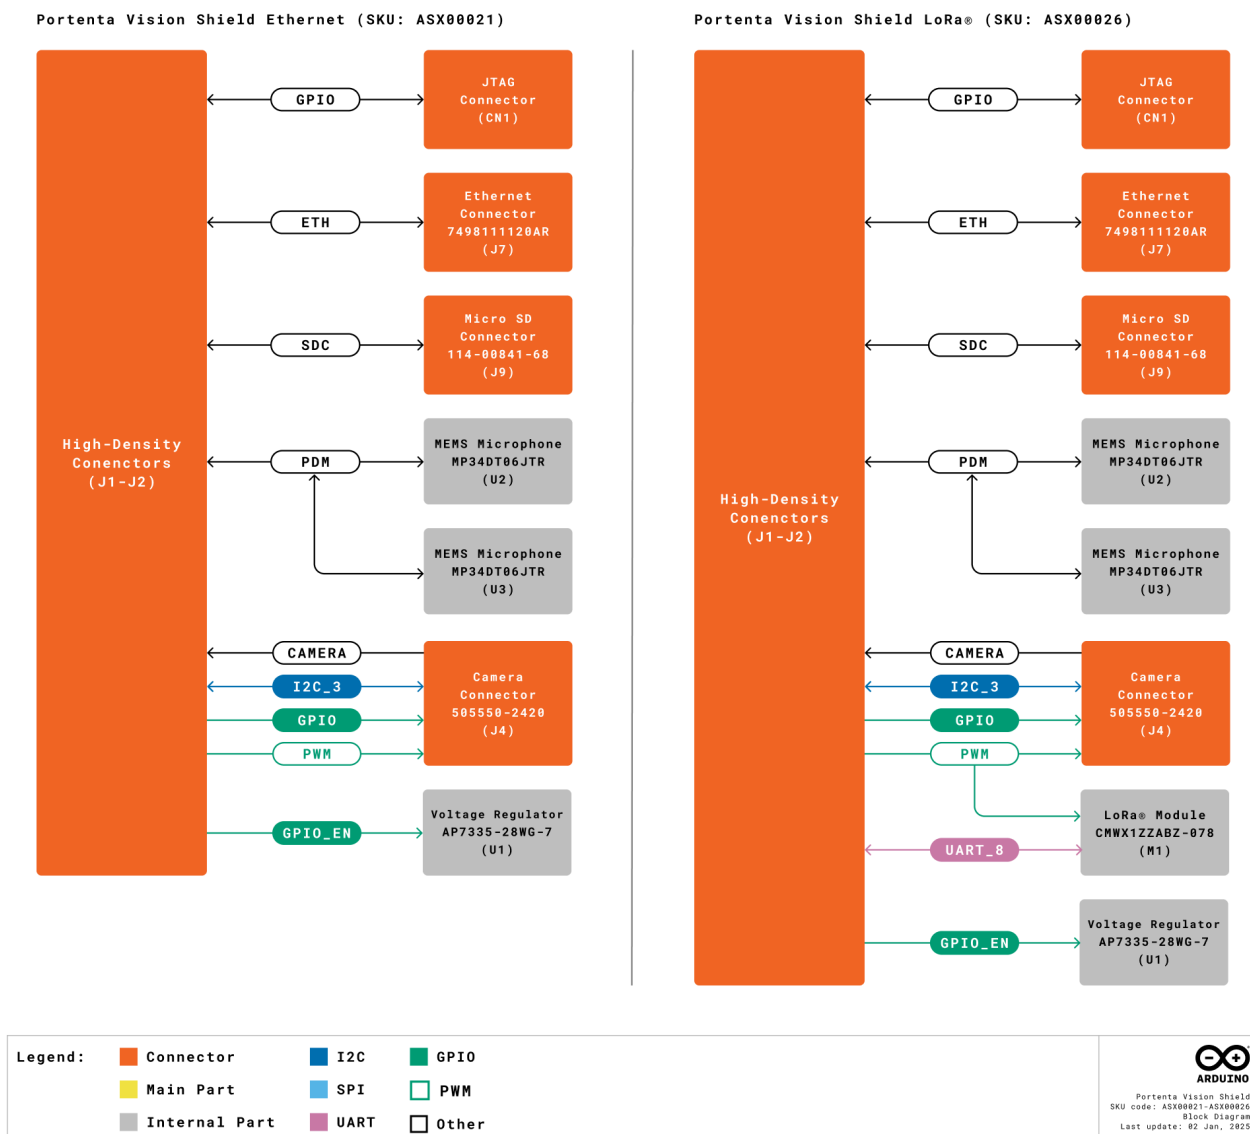 Portenta Vision Shield Ethernet (SKU: ASX00021)
High-Density
Conenctors
(J1-J2)
GPIO
JTAG
Connector
(CN1)
ETH
Ethernet
Connector
7498111120AR
(J7)
SDC
Micro SD
Connector
114-00841-68
(J9)
PDM
MEMS Microphone
MP34DT06JTR
(U2)
MEMS Microphone
MP34DT06JTR
(U3)
CAMERA
I2C_3
GPIO
PWM
Camera
Connector
505550-2420
(J4)
GPIO_EN
Voltage Regulator
AP7335-28WG-7
(U1)
Portenta Vision Shield LoRa® (SKU: ASX00026)
High-Density
Conenctors
(J1-J2)
GPIO
JTAG
Connector
(CN1)
ETH
Ethernet
Connector
7498111120AR
(J7)
SDC
Micro SD
Connector
114-00841-68
(J9)
PDM
MEMS Microphone
MP34DT06JTR
(U2)
MEMS Microphone
MP34DT06JTR
(U3)
CAMERA
I2C_3
GPIO
PWM
Camera
Connector
505550-2420
(J4)
UART_8
LoRa® Module
CMWX1ZZABZ-078
(M1)
GPIO_EN
Voltage Regulator
AP7335-28WG-7
(U1)
Legend:
Connector
Main Part
Internal Part
I2C
SPI
UART
GPIO
PWM
Other
ARDUINO
Portenta Vision Shield
SKU code: ASX00021-ASX00026
Block Diagram
Last update: 02 Jan, 2025